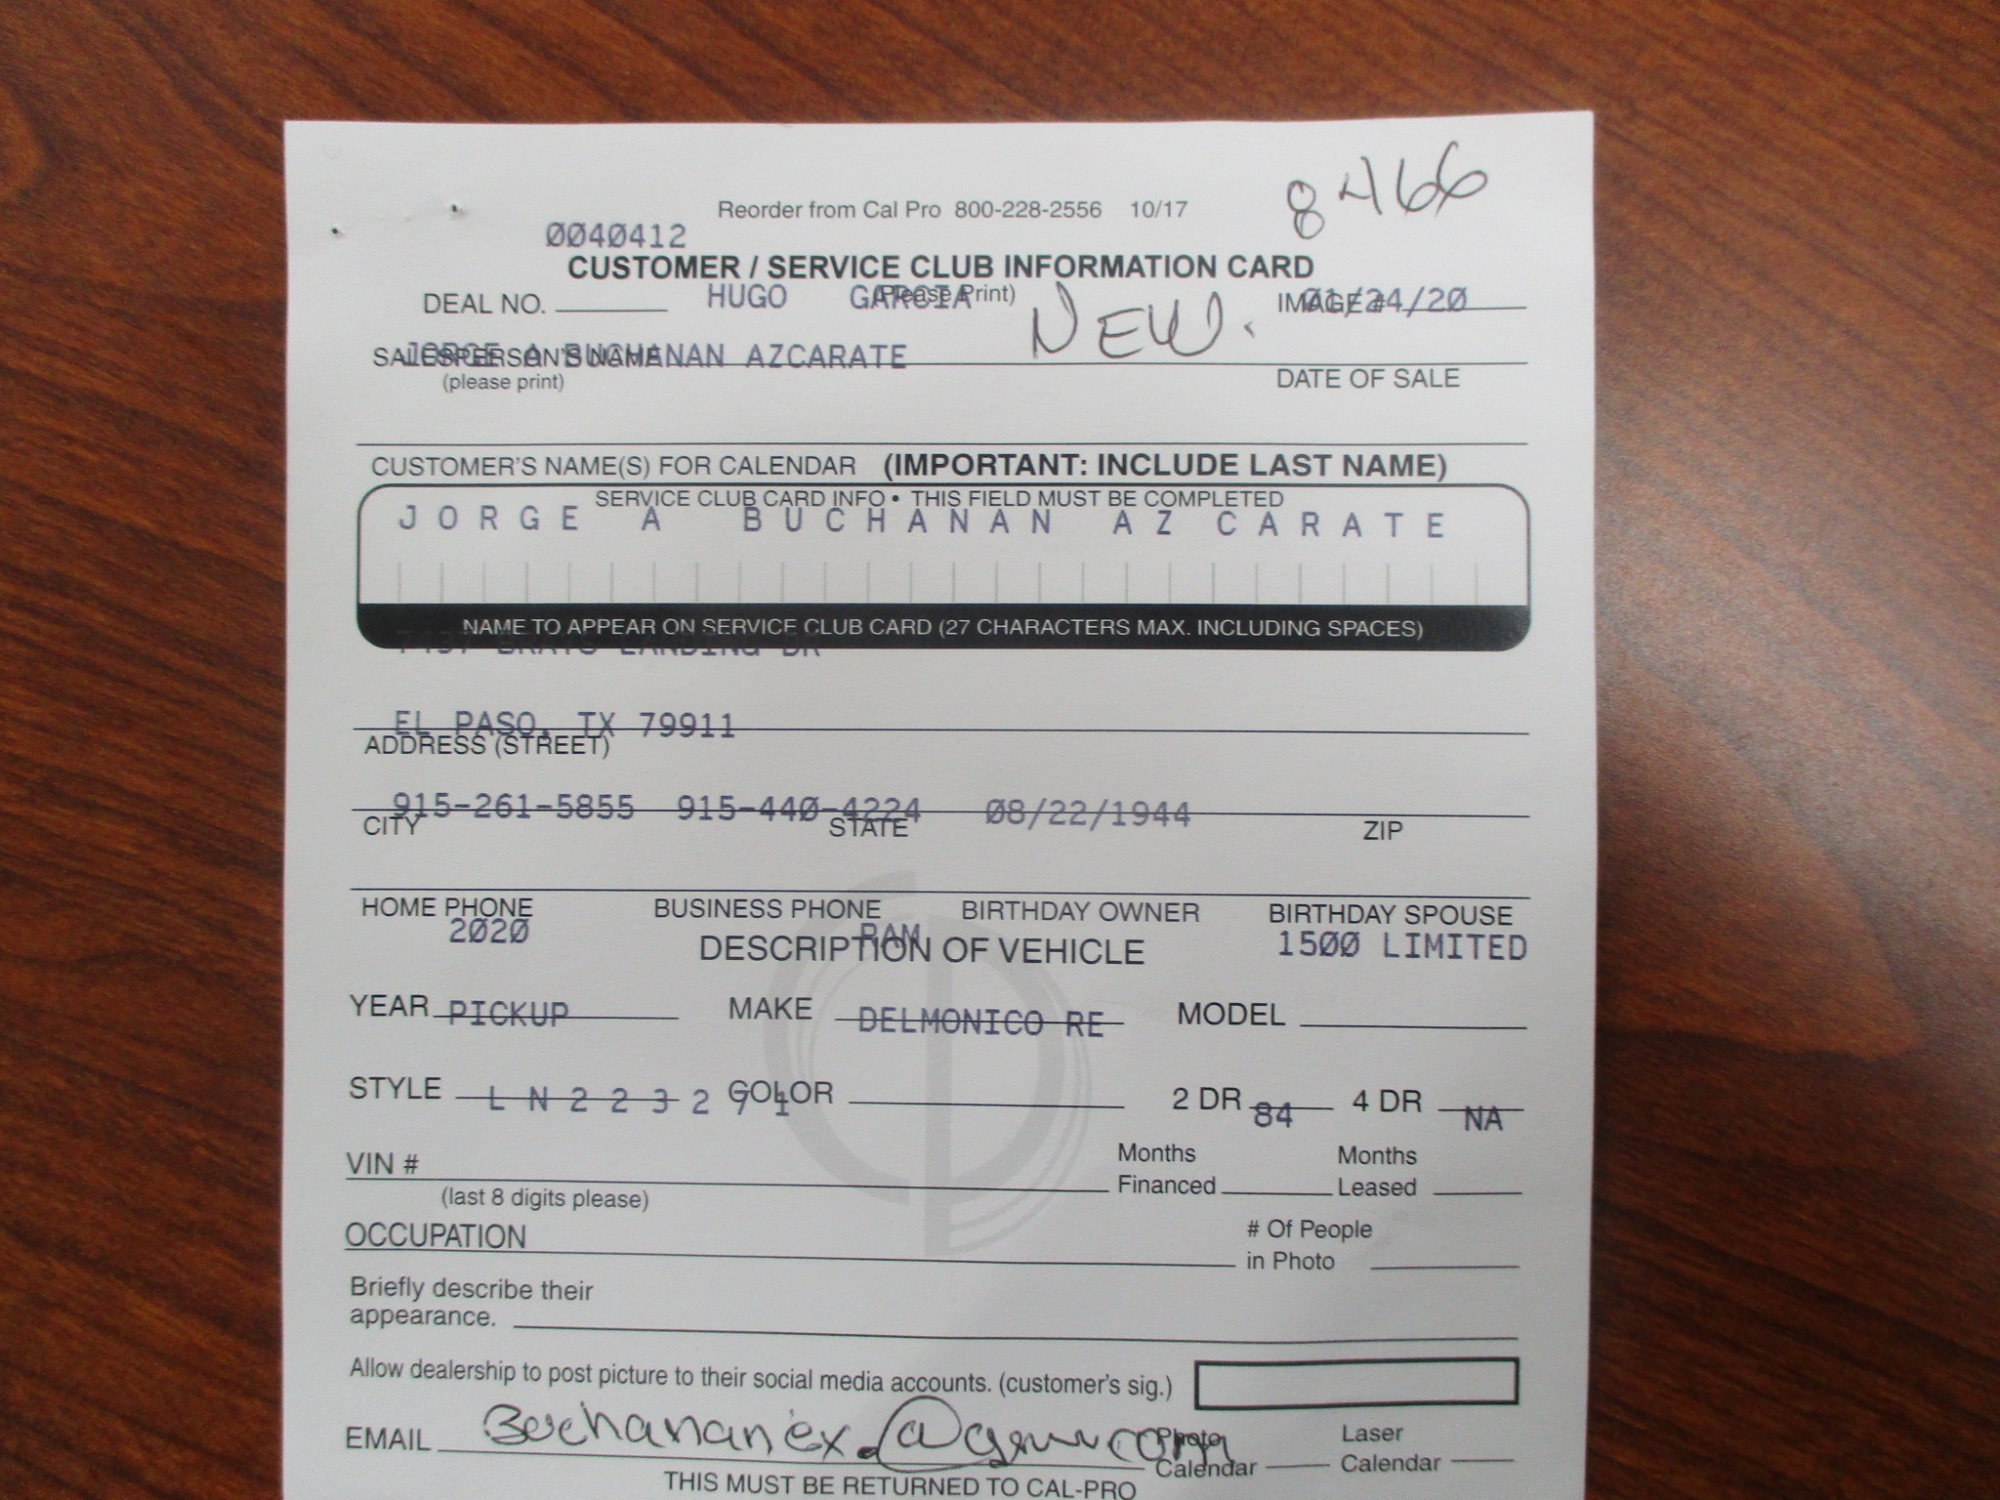 8466
Reorder from Cal Pro 800-228-2556 10/17
0040412
CUSTOMER / SERVICE CLUB INFORMATION CARD
(Please Print)
DEAL NO. HUGO GARCIA NEW. IMAGE# 01/24/20
SALESPERSON'S NAME JORGE A BUCHANAN AZCARATE
(please print) DATE OF SALE
CUSTOMER'S NAME(S) FOR CALENDAR (IMPORTANT: INCLUDE LAST NAME)
SERVICE CLUB CARD INFO • THIS FIELD MUST BE COMPLETED
JORGE A BUCHANAN AZ CARATE
NAME TO APPEAR ON SERVICE CLUB CARD (27 CHARACTERS MAX. INCLUDING SPACES)
LANDING DR
EL PASO, TX 79911
ADDRESS (STREET)
915-261-5855 915-440-4224 08/22/1944
CITY STATE ZIP
HOME PHONE BUSINESS PHONE BIRTHDAY OWNER BIRTHDAY SPOUSE
2020 RAM 1500 LIMITED
DESCRIPTION OF VEHICLE
YEAR PICKUP MAKE DELMONICO RE MODEL
STYLE LN223291 COLOR 2 DR 84 4 DR NA
VIN # Months Financed Months Leased
(last 8 digits please)
OCCUPATION # Of People in Photo
Briefly describe their
appearance.
Allow dealership to post picture to their social media accounts. (customer's sig.)
EMAIL Photo Calendar Laser Calendar
THIS MUST BE RETURNED TO CAL-PRO